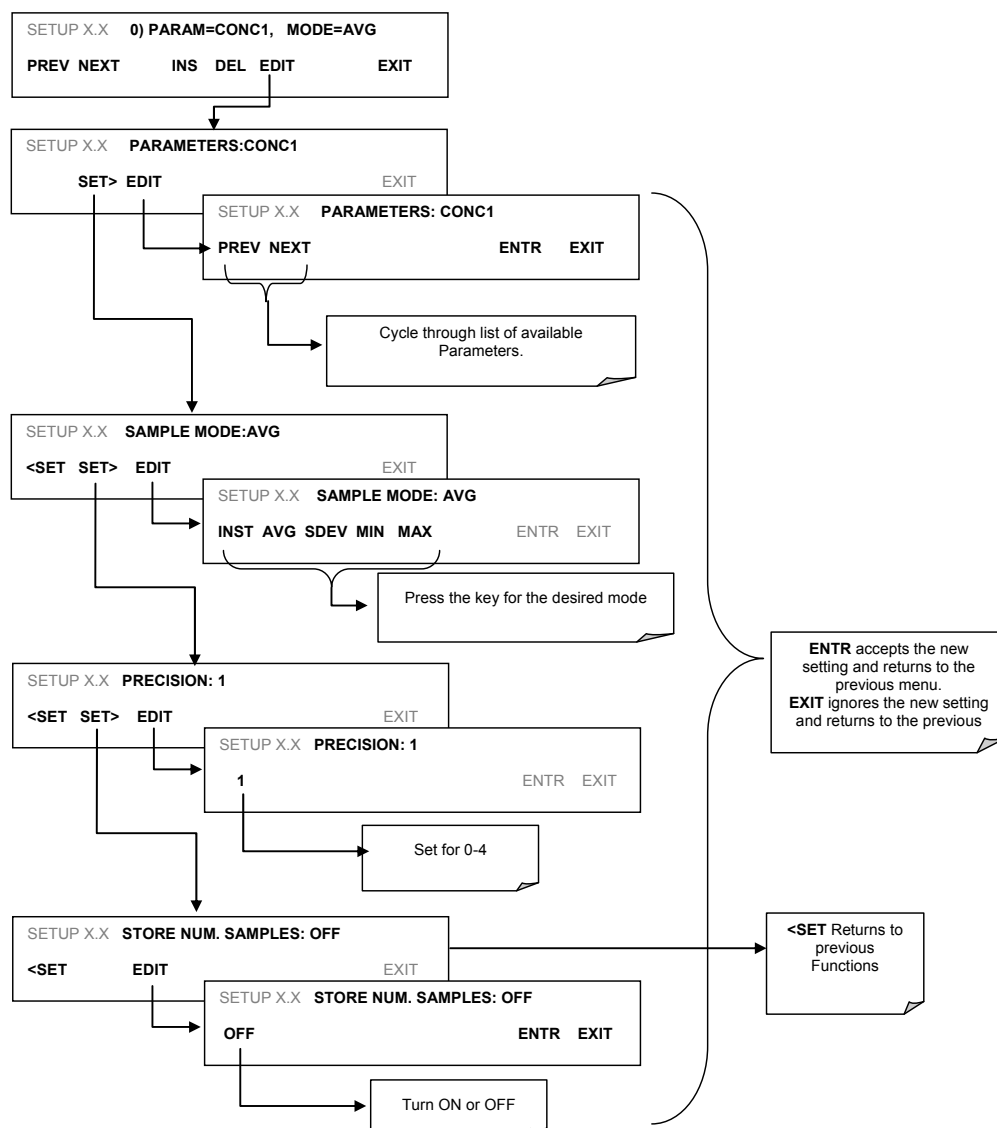 SETUP X.X 0) PARAM=CONC1, MODE=AVG
PREV NEXT INS DEL EDIT EXIT
SETUP X.X PARAMETERS:CONC1
SET> EDIT EXIT
SETUP X.X PARAMETERS: CONC1
PREV NEXT ENTR EXIT
Cycle through list of available
Parameters.
SETUP X.X SAMPLE MODE:AVG
<SET SET> EDIT EXIT
SETUP X.X SAMPLE MODE: AVG
INST AVG SDEV MIN MAX ENTR EXIT
Press the key for the desired mode
SETUP X.X PRECISION: 1
<SET SET> EDIT EXIT
SETUP X.X PRECISION: 1
1 ENTR EXIT
Set for 0-4
SETUP X.X STORE NUM. SAMPLES: OFF
<SET EDIT EXIT
SETUP X.X STORE NUM. SAMPLES: OFF
OFF ENTR EXIT
Turn ON or OFF
ENTR accepts the new
setting and returns to the
previous menu.
EXIT ignores the new setting
and returns to the previous
<SET Returns to
previous
Functions